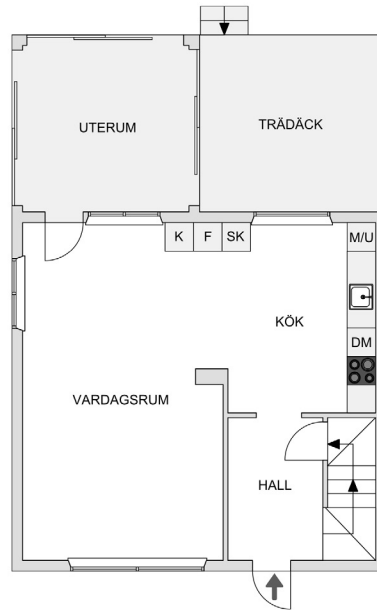 UTERUM
TRÄDÄCK
K
F
SK
M/U
KÖK
DM
VARDAGSRUM
HALL